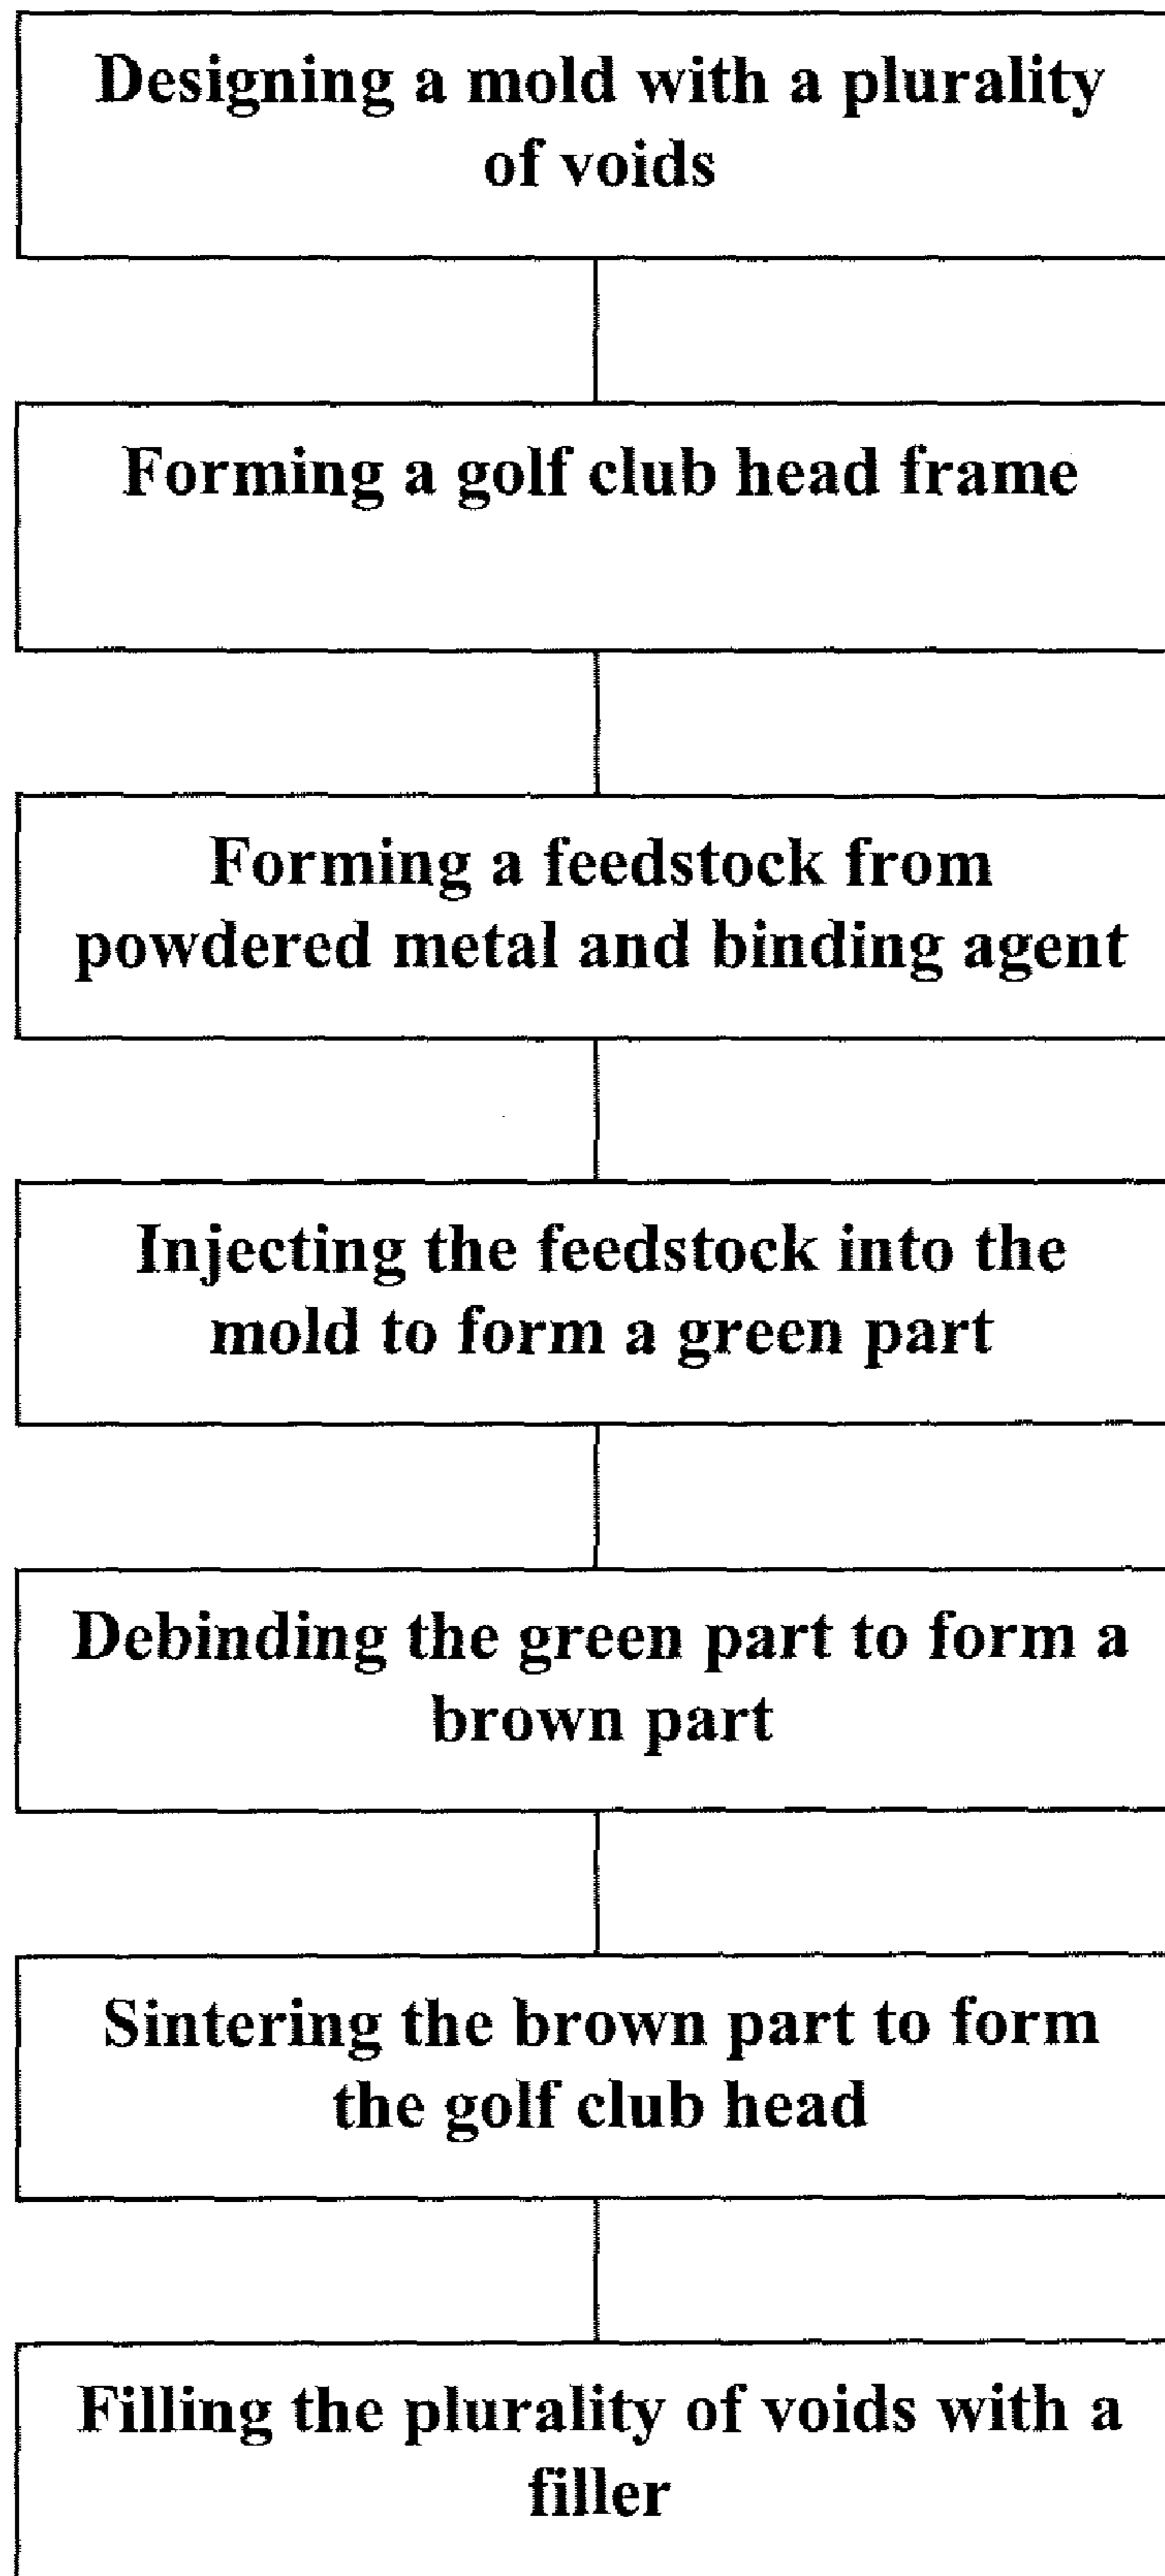 Designing a mold with a plurality
of voids
Forming a golf club head frame
Forming a feedstock from
powdered metal and binding agent
Injecting the feedstock into the
mold to form a green part
Debinding the green part to form a
brown part
Sintering the brown part to form
the golf club head
Filling the plurality of voids with a
filler